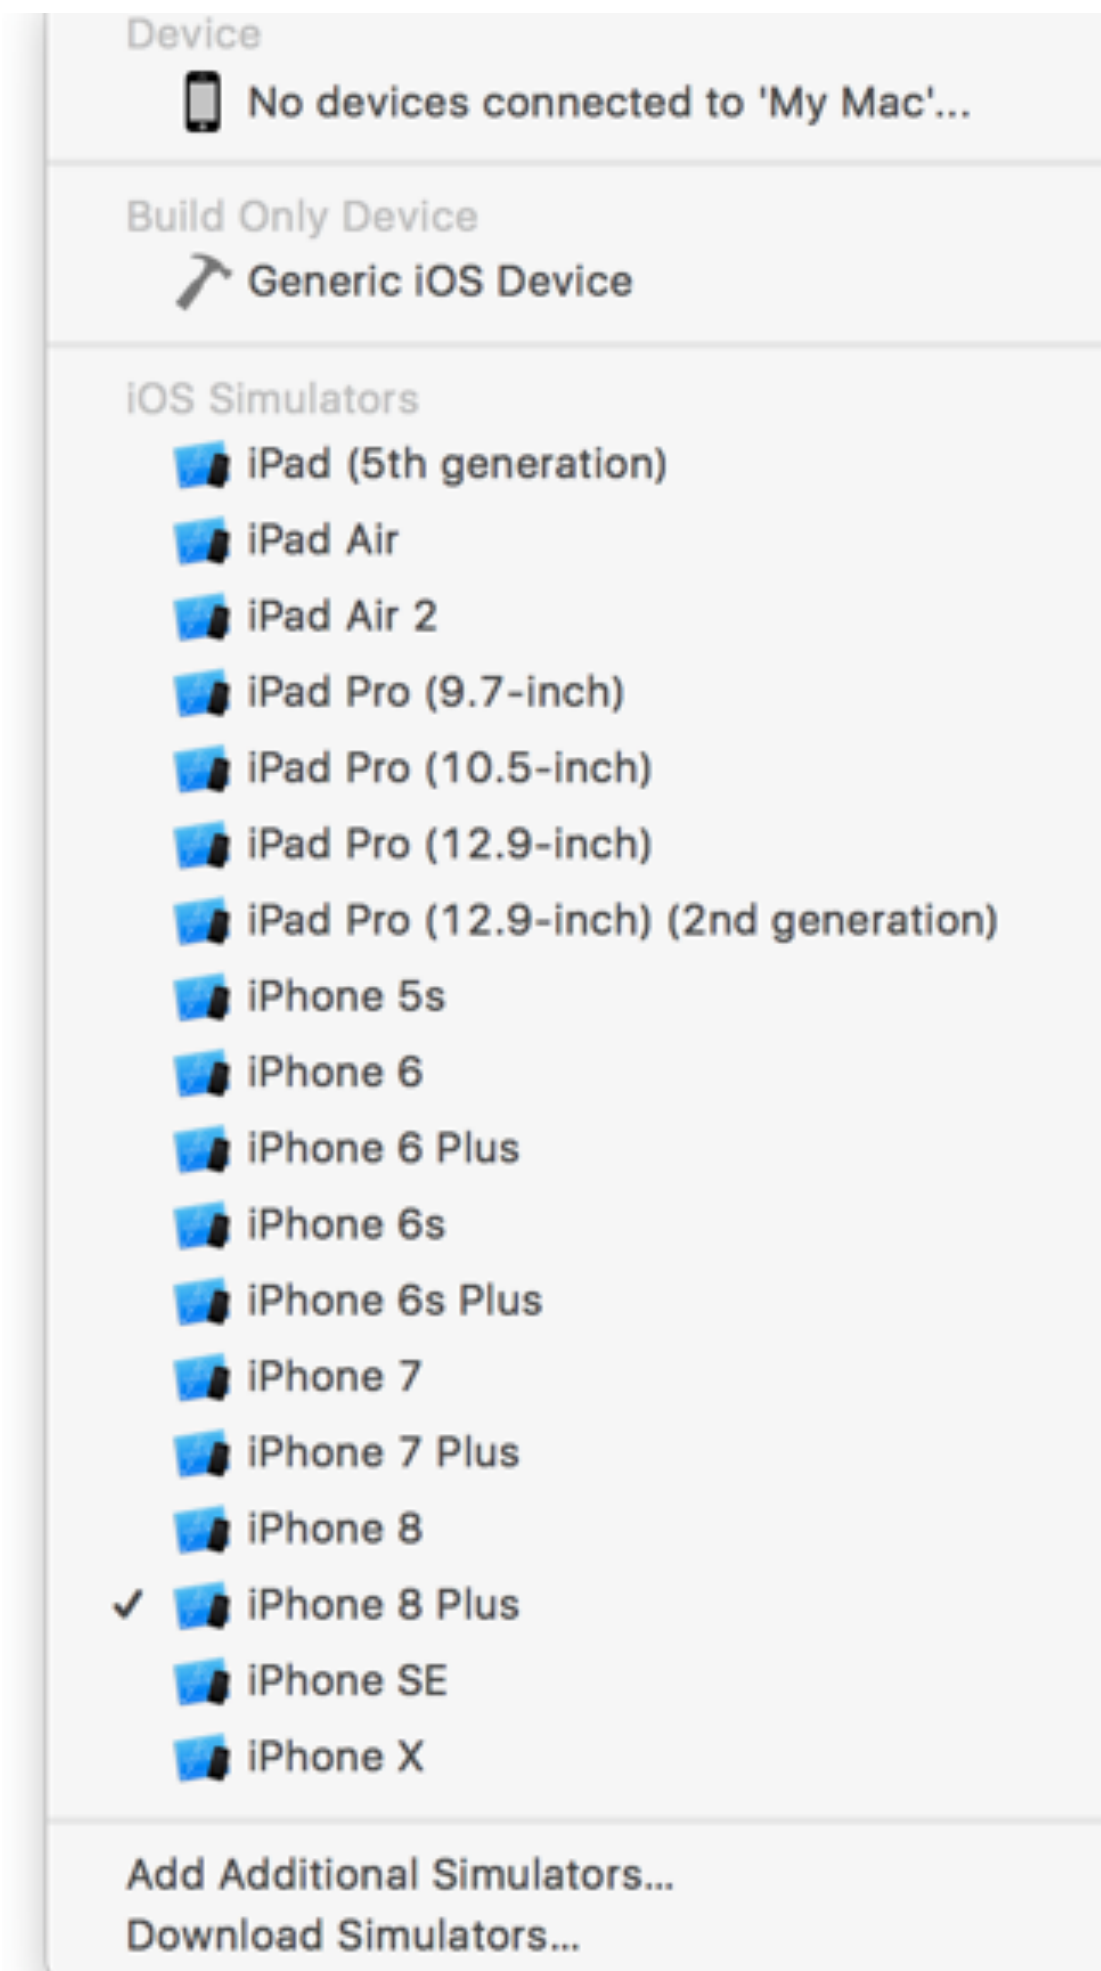 Device
No devices connected to 'My Mac'...
Build Only Device
Generic iOS Device
iOS Simulators
iPad (5th generation)
iPad Air
iPad Air 2
iPad Pro (9.7-inch)
iPad Pro (10.5-inch)
iPad Pro (12.9-inch)
iPad Pro (12.9-inch) (2nd generation)
iPhone 5s
iPhone 6
iPhone 6 Plus
iPhone 6s
iPhone 6s Plus
iPhone 7
iPhone 7 Plus
iPhone 8
✓ iPhone 8 Plus
iPhone SE
iPhone X
Add Additional Simulators...
Download Simulators...